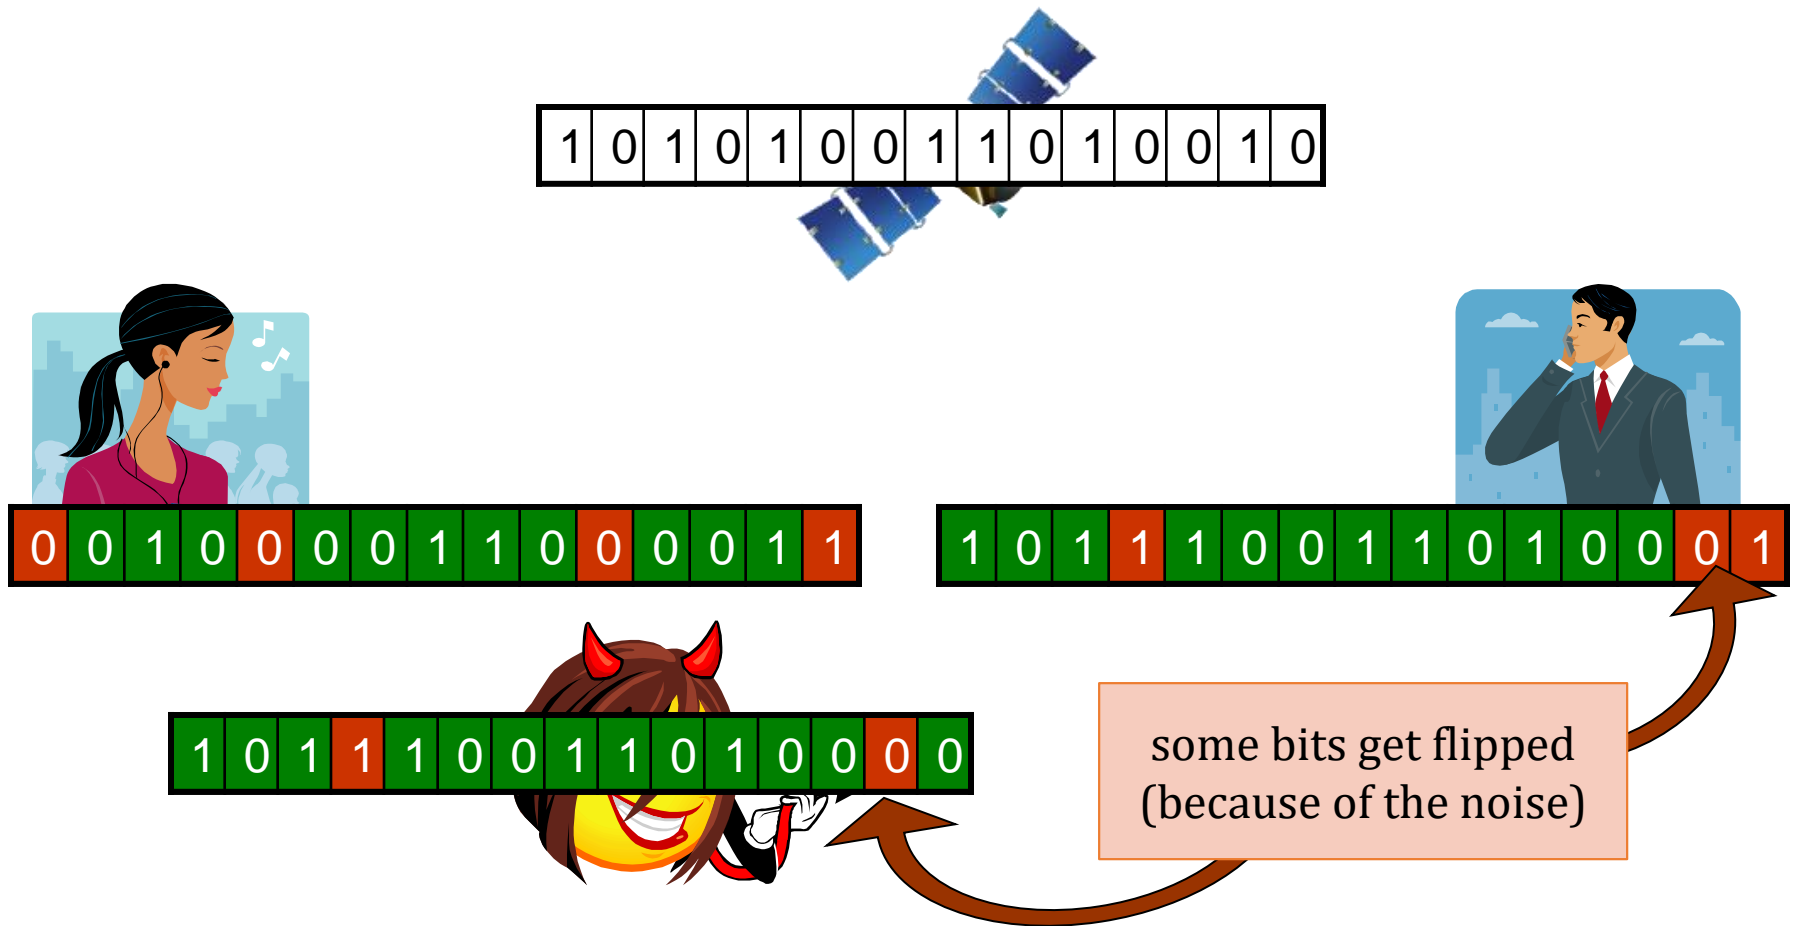 1 0 1 0 1 0 0 1 1 0 1 0 0 1 0
0 0 1 0 0 0 0 1 1 0 0 0 0 1 1
1 0 1 1 1 0 0 1 1 0 1 0 0 0 1
1 0 1 1 1 0 0 1 1 0 1 0 0 0 0
some bits get flipped
(because of the noise)